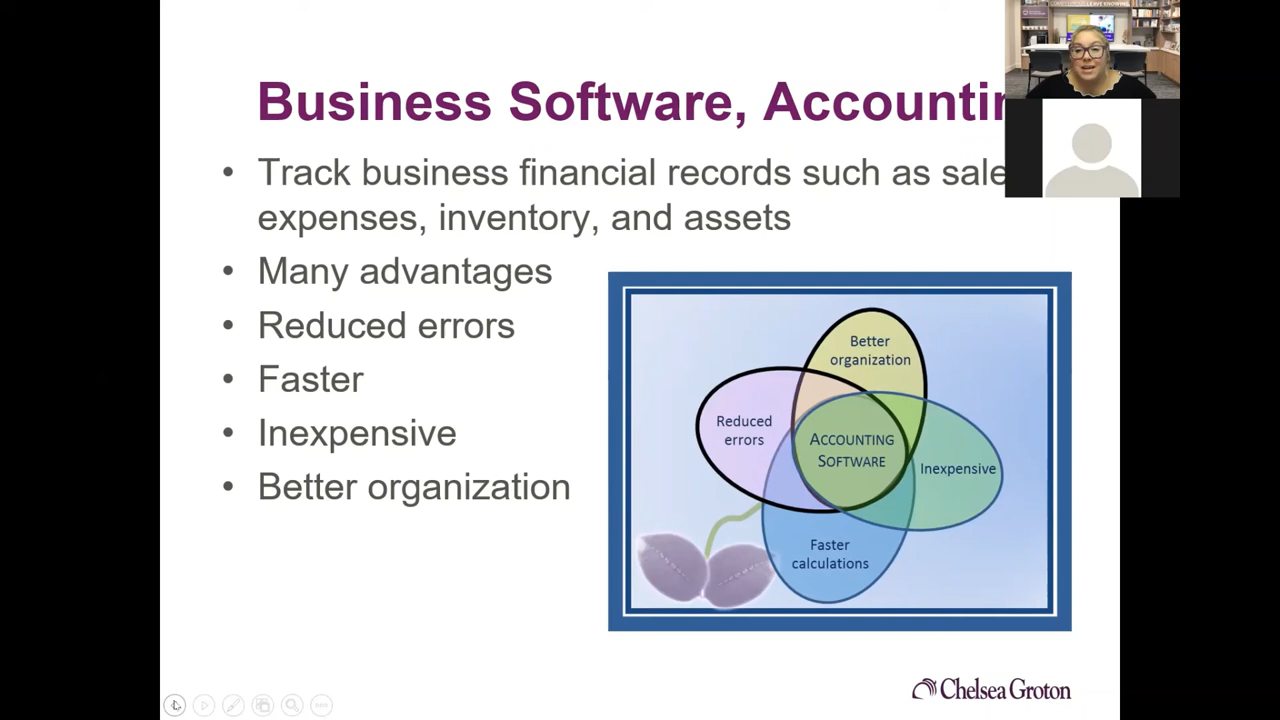 Business Software, Accountin
• Track business financial records such as sale
expenses, inventory, and assets
• Many advantages
• Reduced errors
• Faster
• Inexpensive
• Better organization
Better
organization
Reduced
errors
ACCOUNTING
SOFTWARE
Inexpensive
Faster
calculations
Chelsea Groton